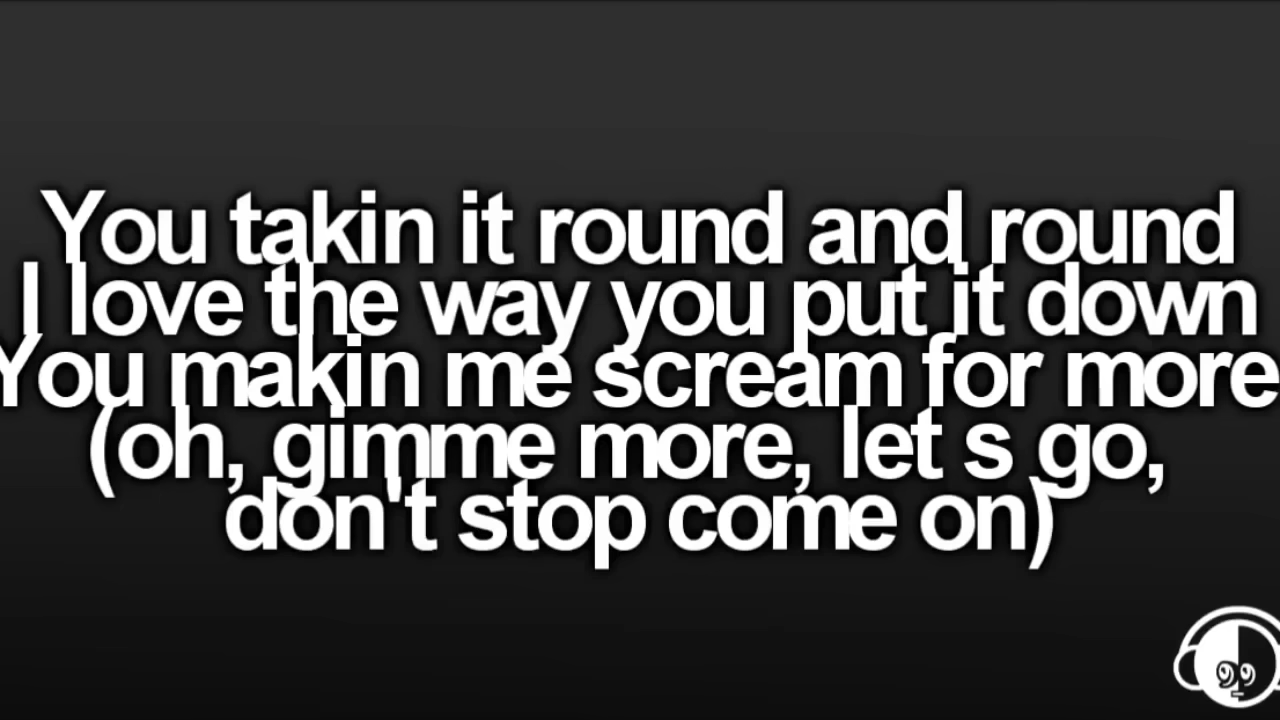 You takin it round and round
I love the way you put it down
You makin me scream for more
(oh, gimme more, let s go,
don't stop come on)